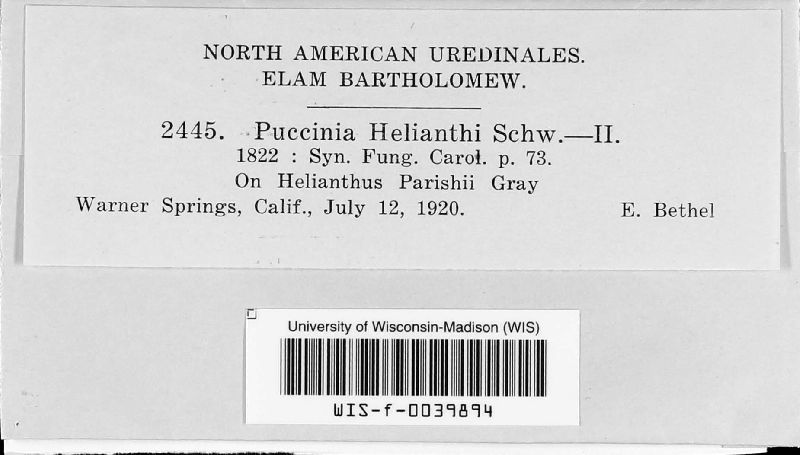 NORTH AMERICAN UREDINALES.
ELAM BARTHOLOMEW.
2445. Puccinia Helianthi Schw.—II.
1822 : Syn. Fung. Carol. p. 73.
On Helianthus Parishii Gray
Warner Springs, Calif., July 12, 1920. E. Bethel
University of Wisconsin-Madison (WIS)
WIS-f-0039894